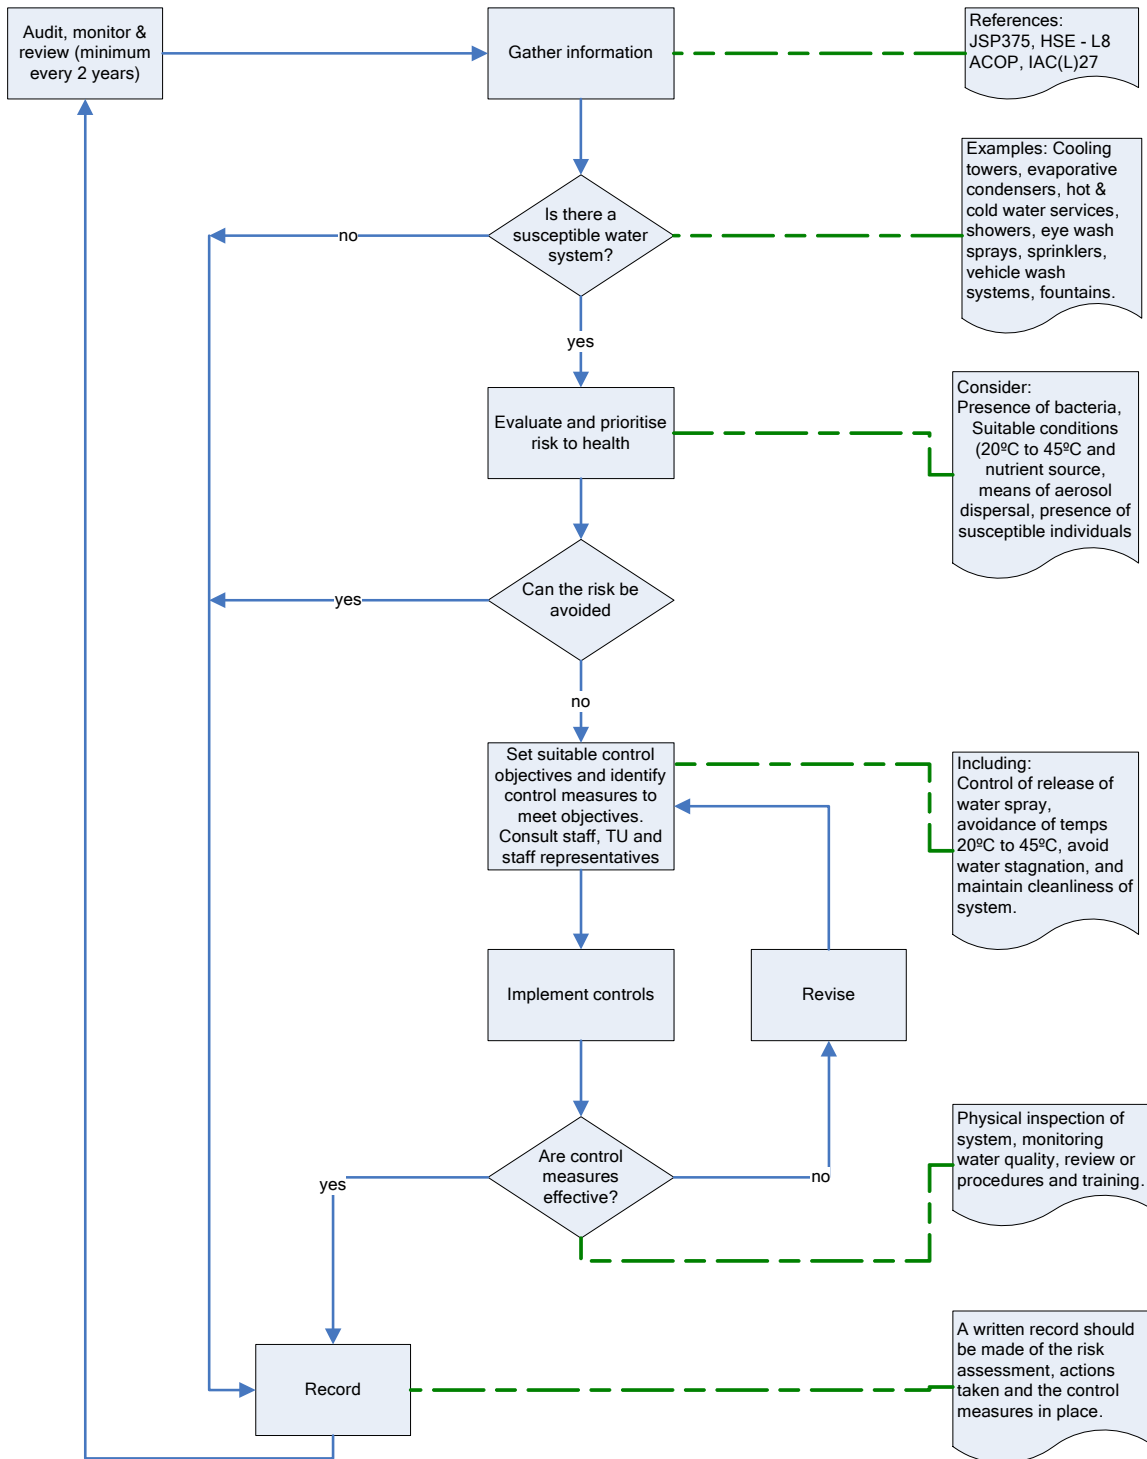 Audit, monitor &
review (minimum
every 2 years)
Gather information
References:
JSP375, HSE - L8
ACOP, IAC(L)27
Is there a
susceptible water
system?
no
Examples: Cooling
towers, evaporative
condensers, hot &
cold water services,
showers, eye wash
sprays, sprinklers,
vehicle wash
systems, fountains.
yes
Evaluate and prioritise
risk to health
Consider:
Presence of bacteria,
Suitable conditions
(20ºC to 45ºC and
nutrient source,
means of aerosol
dispersal, presence of
susceptible individuals
Can the risk be
avoided
yes
no
Set suitable control
objectives and identify
control measures to
meet objectives.
Consult staff, TU and
staff representatives
Including:
Control of release of
water spray,
avoidance of temps
20ºC to 45ºC, avoid
water stagnation, and
maintain cleanliness of
system.
Implement controls
Revise
Are control
measures
effective?
yes
no
Physical inspection of
system, monitoring
water quality, review or
procedures and training.
Record
A written record should
be made of the risk
assessment, actions
taken and the control
measures in place.